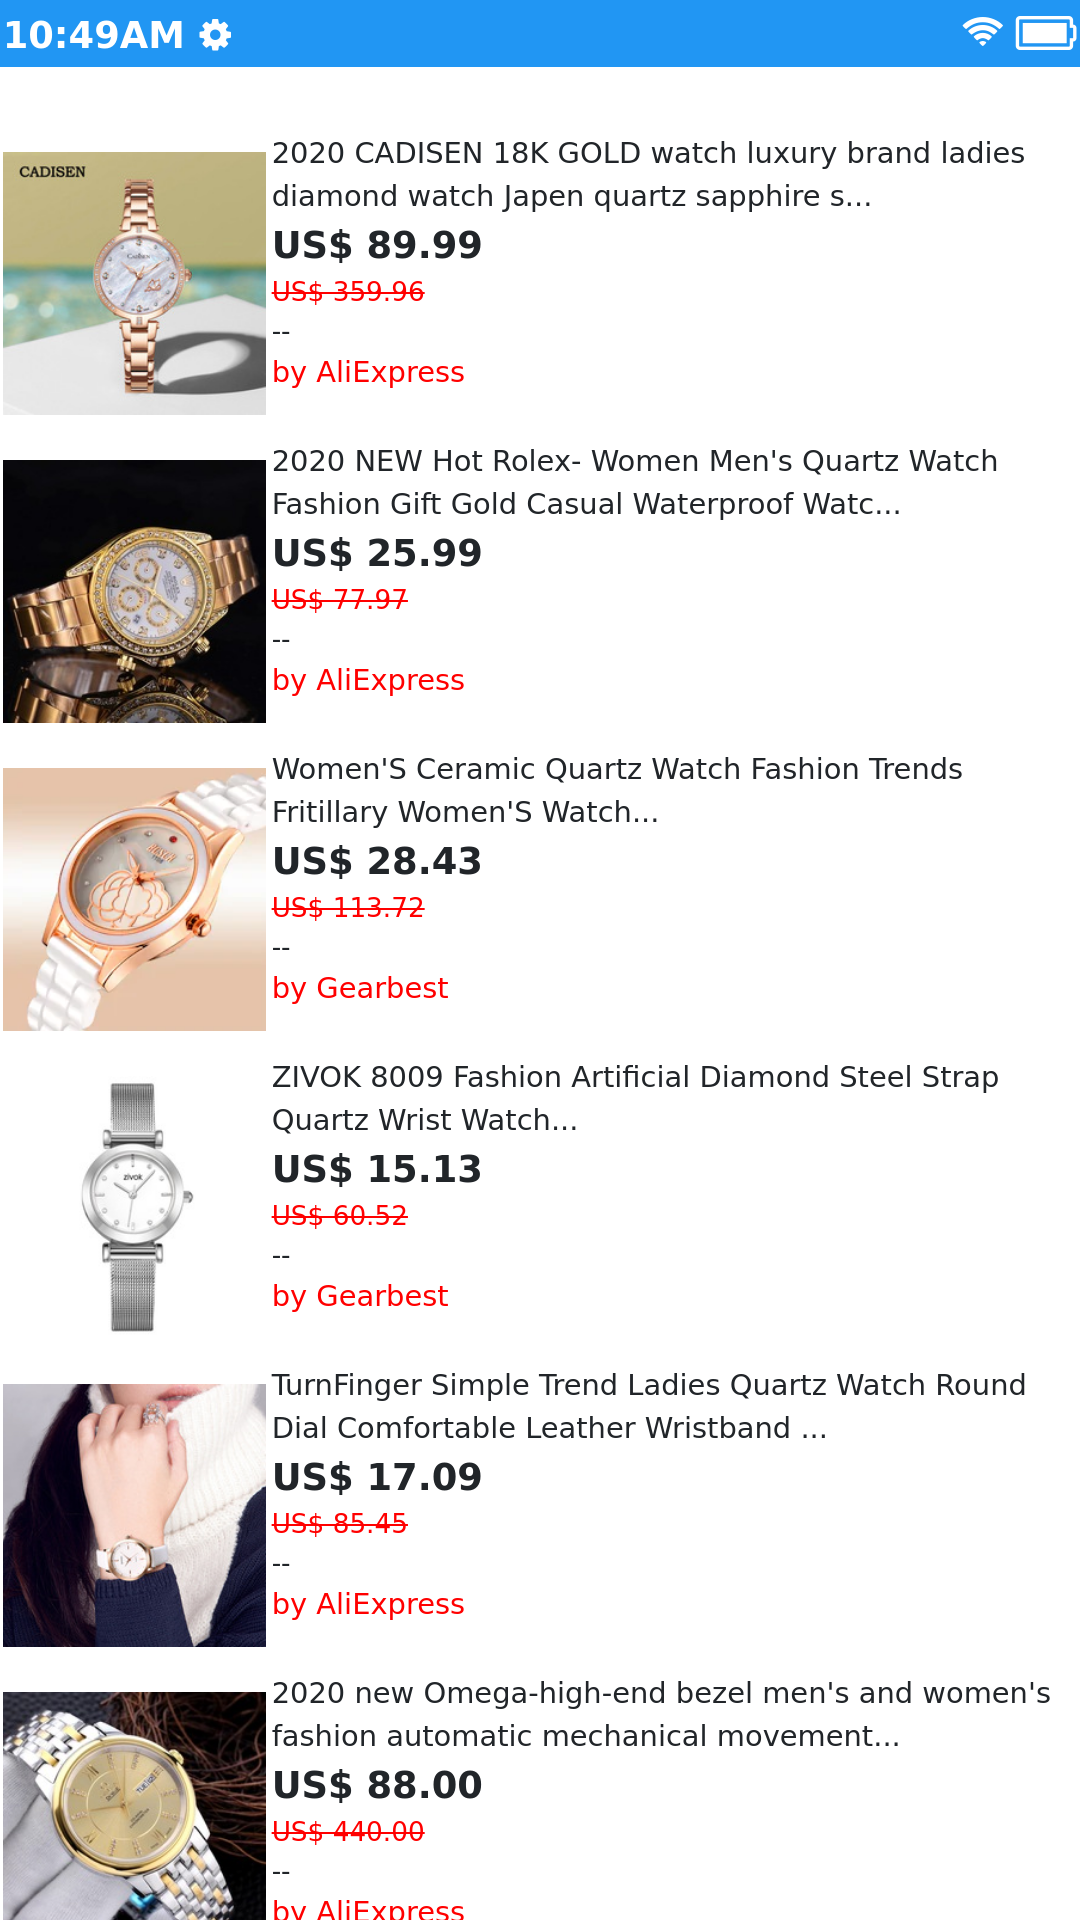 10:49AM
CADISEN
2020 CADISEN 18K GOLD watch luxury brand ladies
diamond watch Japen quartz sapphire s...
US$ 89.99
US$ 359.96
--
by AliExpress
2020 NEW Hot Rolex- Women Men's Quartz Watch
Fashion Gift Gold Casual Waterproof Watc...
US$ 25.99
US$ 77.97
--
by AliExpress
Women'S Ceramic Quartz Watch Fashion Trends
Fritillary Women'S Watch...
US$ 28.43
US$ 113.72
--
by Gearbest
zivok
ZIVOK 8009 Fashion Artificial Diamond Steel Strap
Quartz Wrist Watch...
US$ 15.13
US$ 60.52
--
by Gearbest
TurnFinger Simple Trend Ladies Quartz Watch Round
Dial Comfortable Leather Wristband ...
US$ 17.09
US$ 85.45
--
by AliExpress
2020 new Omega-high-end bezel men's and women's
fashion automatic mechanical movement...
US$ 88.00
US$ 440.00
--
by AliExpress